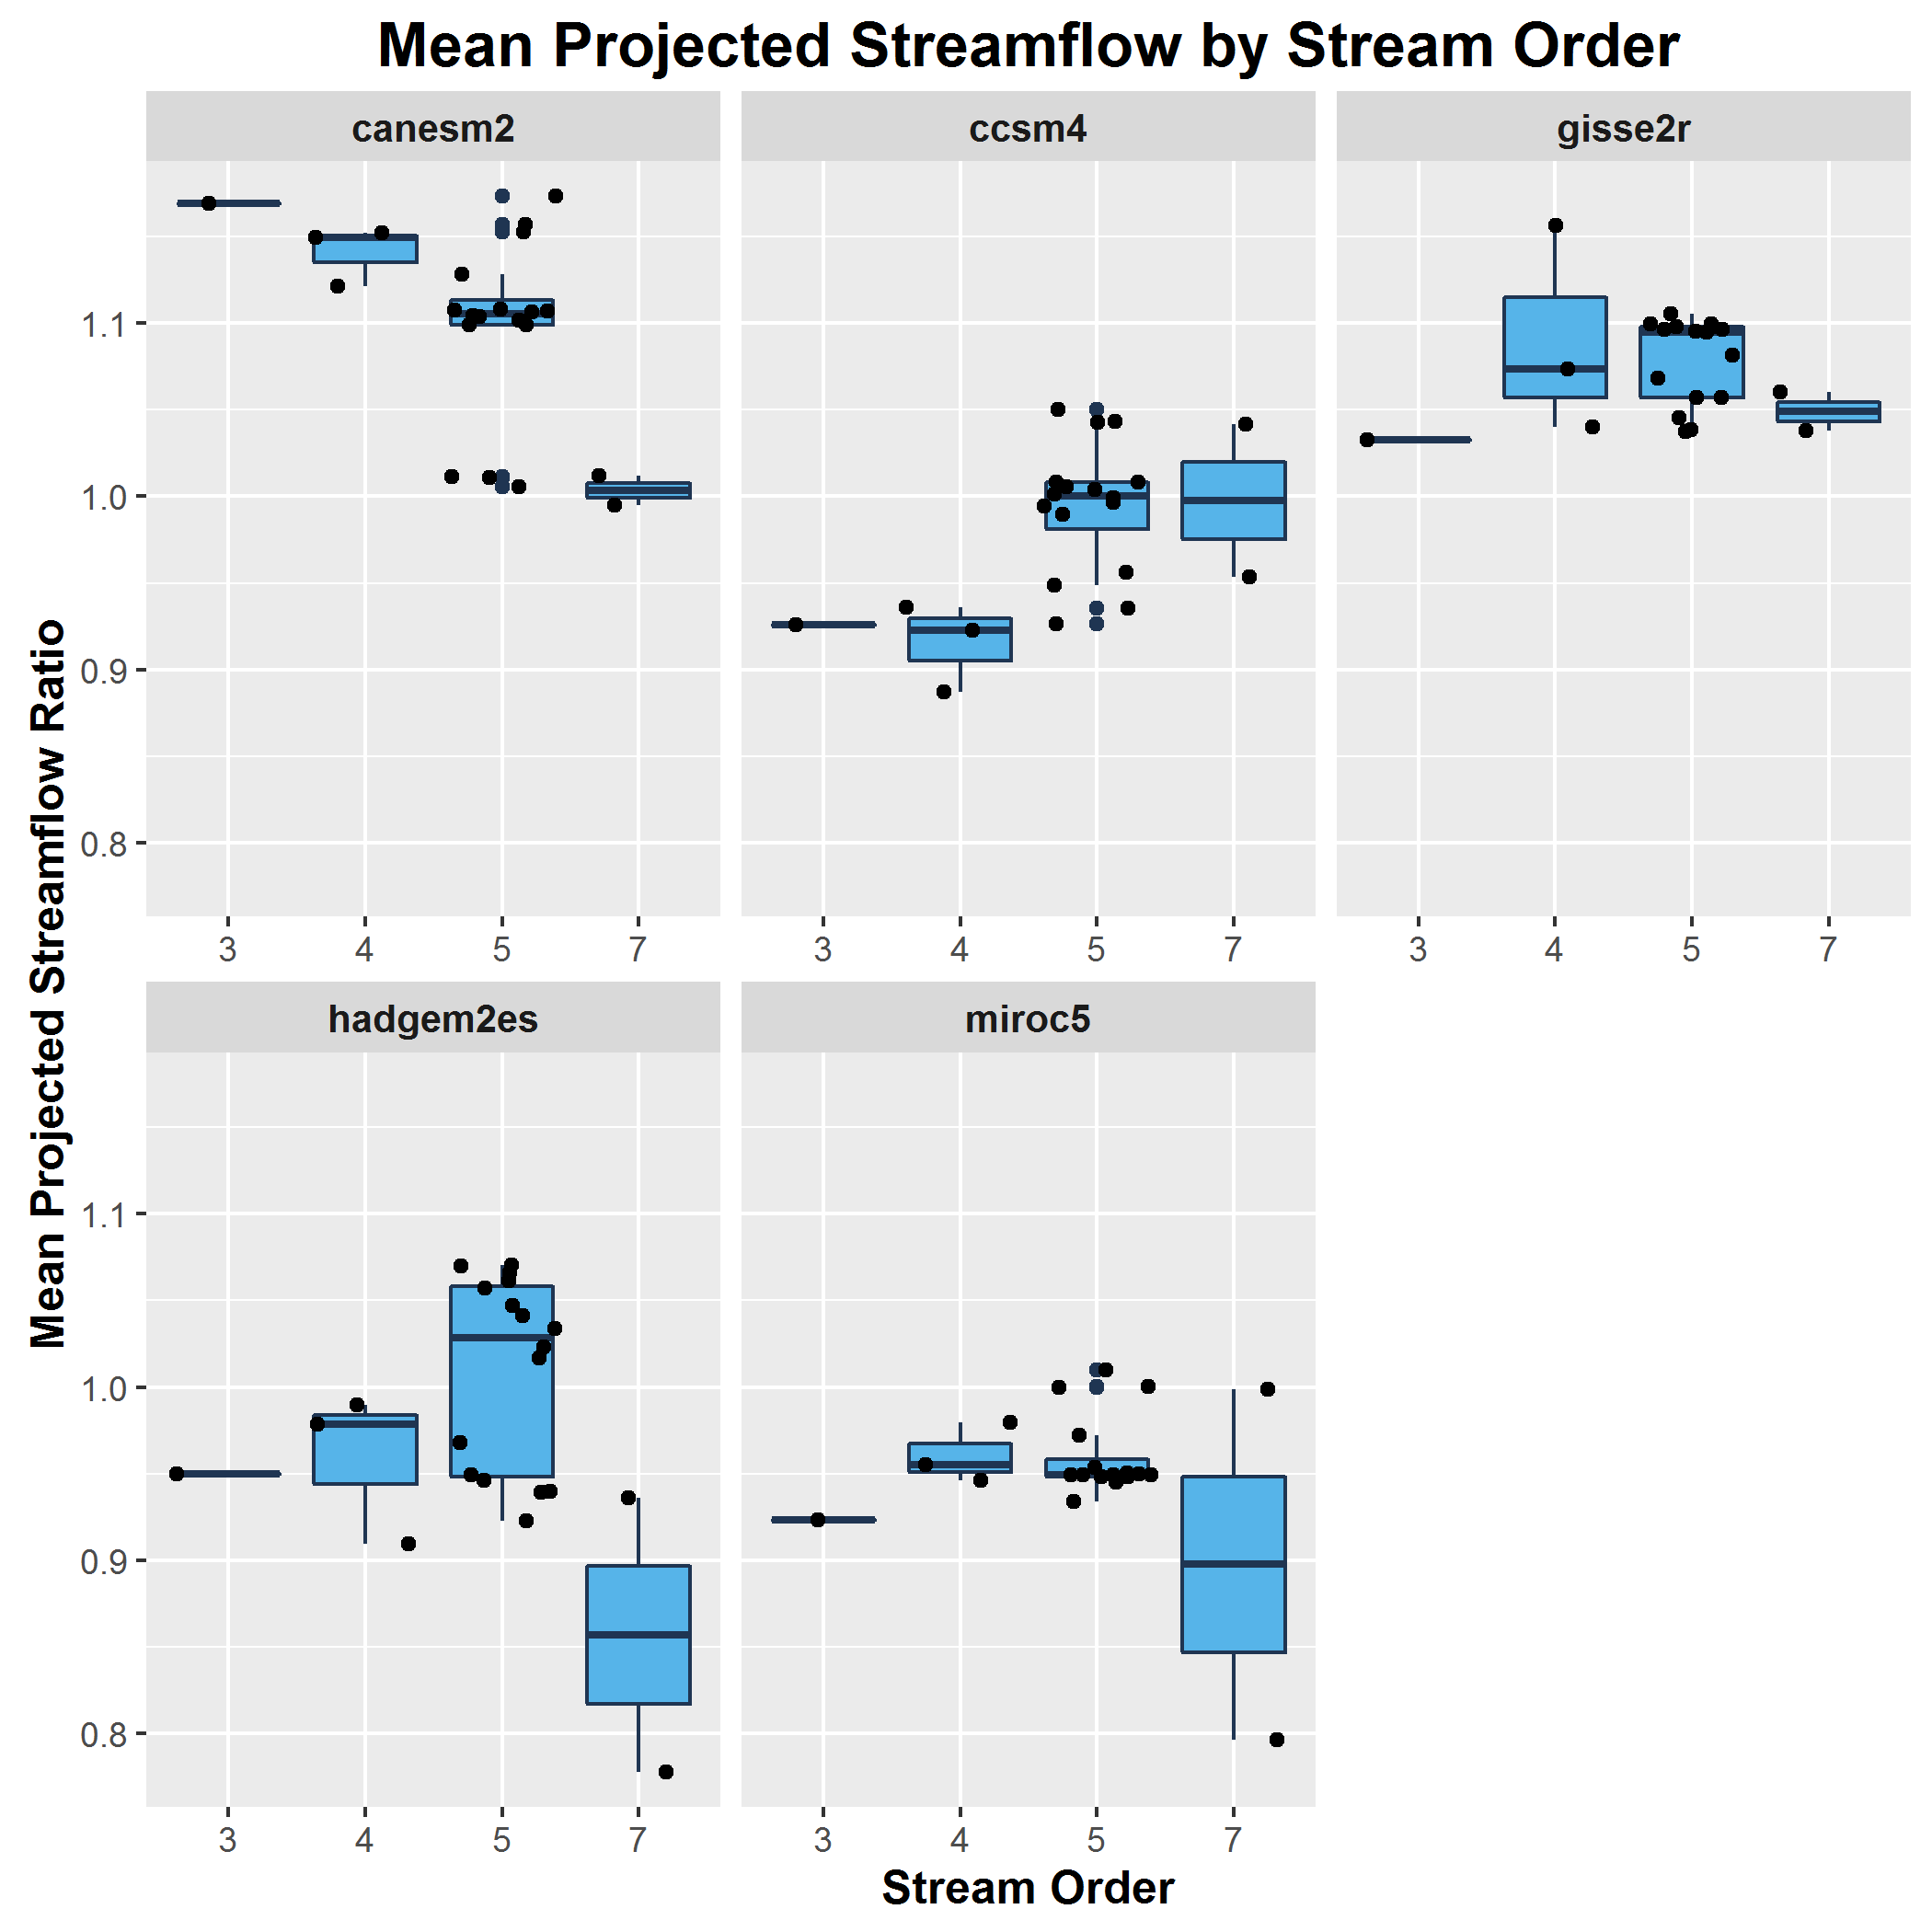 Mean Projected Streamflow by Stream Order
canesm2 ccsm4 gisse2r
1.1
1.0
0.9
0.8
3 4 5 7 3 4 5 7 3 4 5 7
Mean Projected Streamflow Ratio
hadgem2es miroc5
1.1
1.0
0.9
0.8
3 4 5 7 3 4 5 7
Stream Order